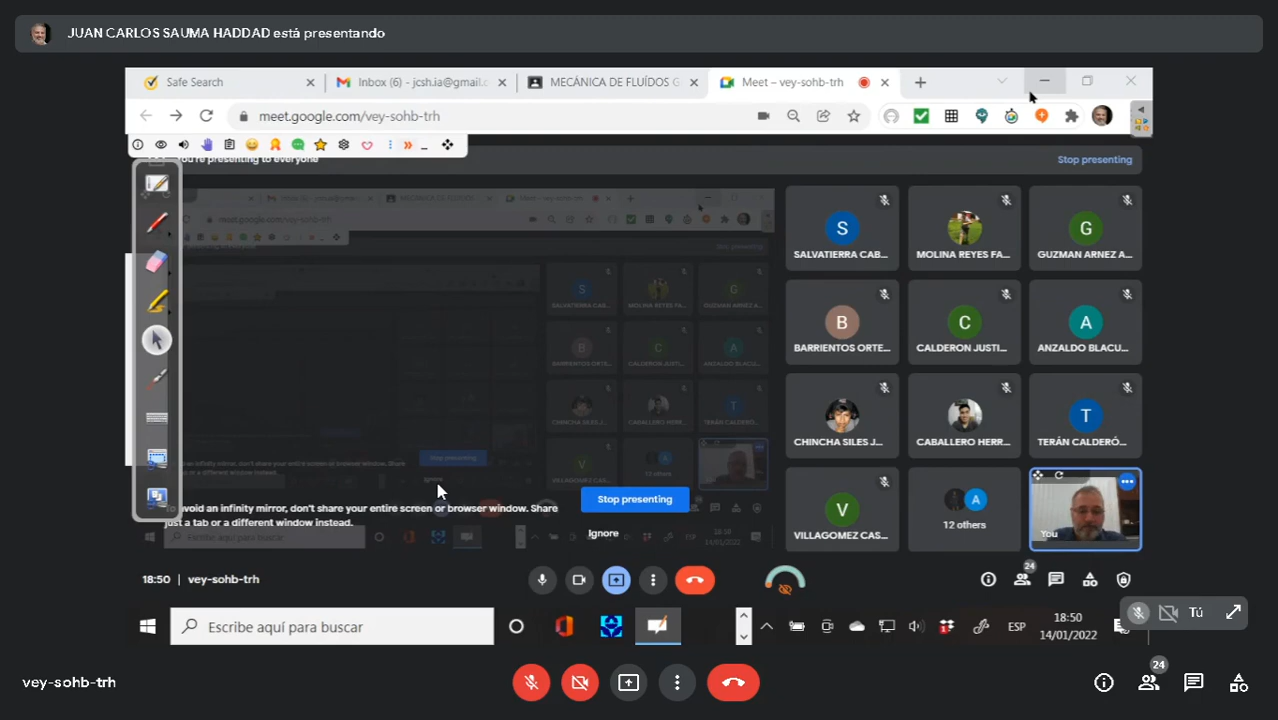 JUAN CARLOS SAUMA HADDAD está presentando
Safe Search
Inbox (6) - jcsh.ia@gmail.c
MECÁNICA DE FLUÍDOS G
Meet – vey-sohb-trh
meet.google.com/vey-sohb-trh
You're presenting to everyone
Stop presenting
S
G
SALVATIERRA CAB...
MOLINA REYES FA...
GUZMAN ARNEZ A...
B
C
A
BARRIENTOS ORTE...
CALDERON JUSTI...
ANZALDO BLACU...
T
CHINCHA SILES J...
CABALLERO HERR...
TERÁN CALDERÓ...
V
A
VILLAGOMEZ CAS...
12 others
You
To avoid an infinity mirror, don't share your entire screen or browser window. Share
just a tab or a different window instead.
Stop presenting
Ignore
18:50 | vey-sohb-trh
24
Escribe aquí para buscar
ESP
18:50
14/01/2022
Tú
vey-sohb-trh
24